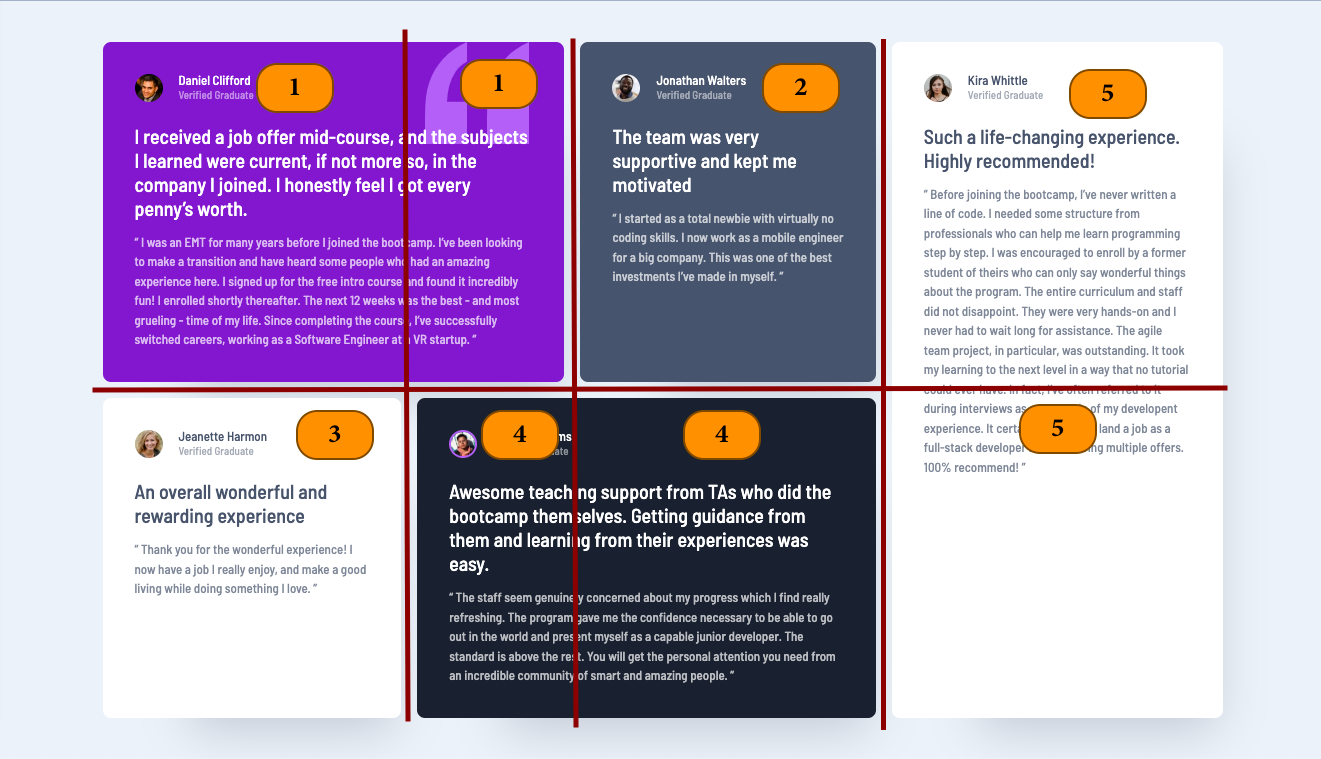 Daniel Clifford
Verified Graduate
1
1
I received a job offer mid-course, and the subjects
I learned were current, if not more so, in the
company I joined. I honestly feel I got every
penny’s worth.
“ I was an EMT for many years before I joined the bootcamp. I’ve been looking
to make a transition and have heard some people who had an amazing
experience here. I signed up for the free intro course and found it incredibly
fun! I enrolled shortly thereafter. The next 12 weeks was the best - and most
grueling - time of my life. Since completing the course, I’ve successfully
switched careers, working as a Software Engineer at a VR startup. ”
Jonathan Walters
Verified Graduate
2
The team was very
supportive and kept me
motivated
“ I started as a total newbie with virtually no
coding skills. I now work as a mobile engineer
for a big company. This was one of the best
investments I’ve made in myself. ”
Kira Whittle
Verified Graduate
5
Such a life-changing experience.
Highly recommended!
“ Before joining the bootcamp, I’ve never written a
line of code. I needed some structure from
professionals who can help me learn programming
step by step. I was encouraged to enroll by a former
student of theirs who can only say wonderful things
about the program. The entire curriculum and staff
did not disappoint. They were very hands-on and I
never had to wait long for assistance. The agile
team project, in particular, was outstanding. It took
my learning to the next level in a way that no tutorial
could ever have. In fact, I’ve often referred to it
during interviews as of my developent
experience. It land a job as a
full-stack developer multiple offers.
100% recommend! ”
5
Jeanette Harmon
Verified Graduate
3
An overall wonderful and
rewarding experience
“ Thank you for the wonderful experience! I
now have a job I really enjoy, and make a good
living while doing something I love. ”
4
4
Awesome teaching support from TAs who did the
bootcamp themselves. Getting guidance from
them and learning from their experiences was
easy.
“ The staff seem genuinely concerned about my progress which I find really
refreshing. The program gave me the confidence necessary to be able to go
out in the world and present myself as a capable junior developer. The
standard is above the rest. You will get the personal attention you need from
an incredible community of smart and amazing people. ”